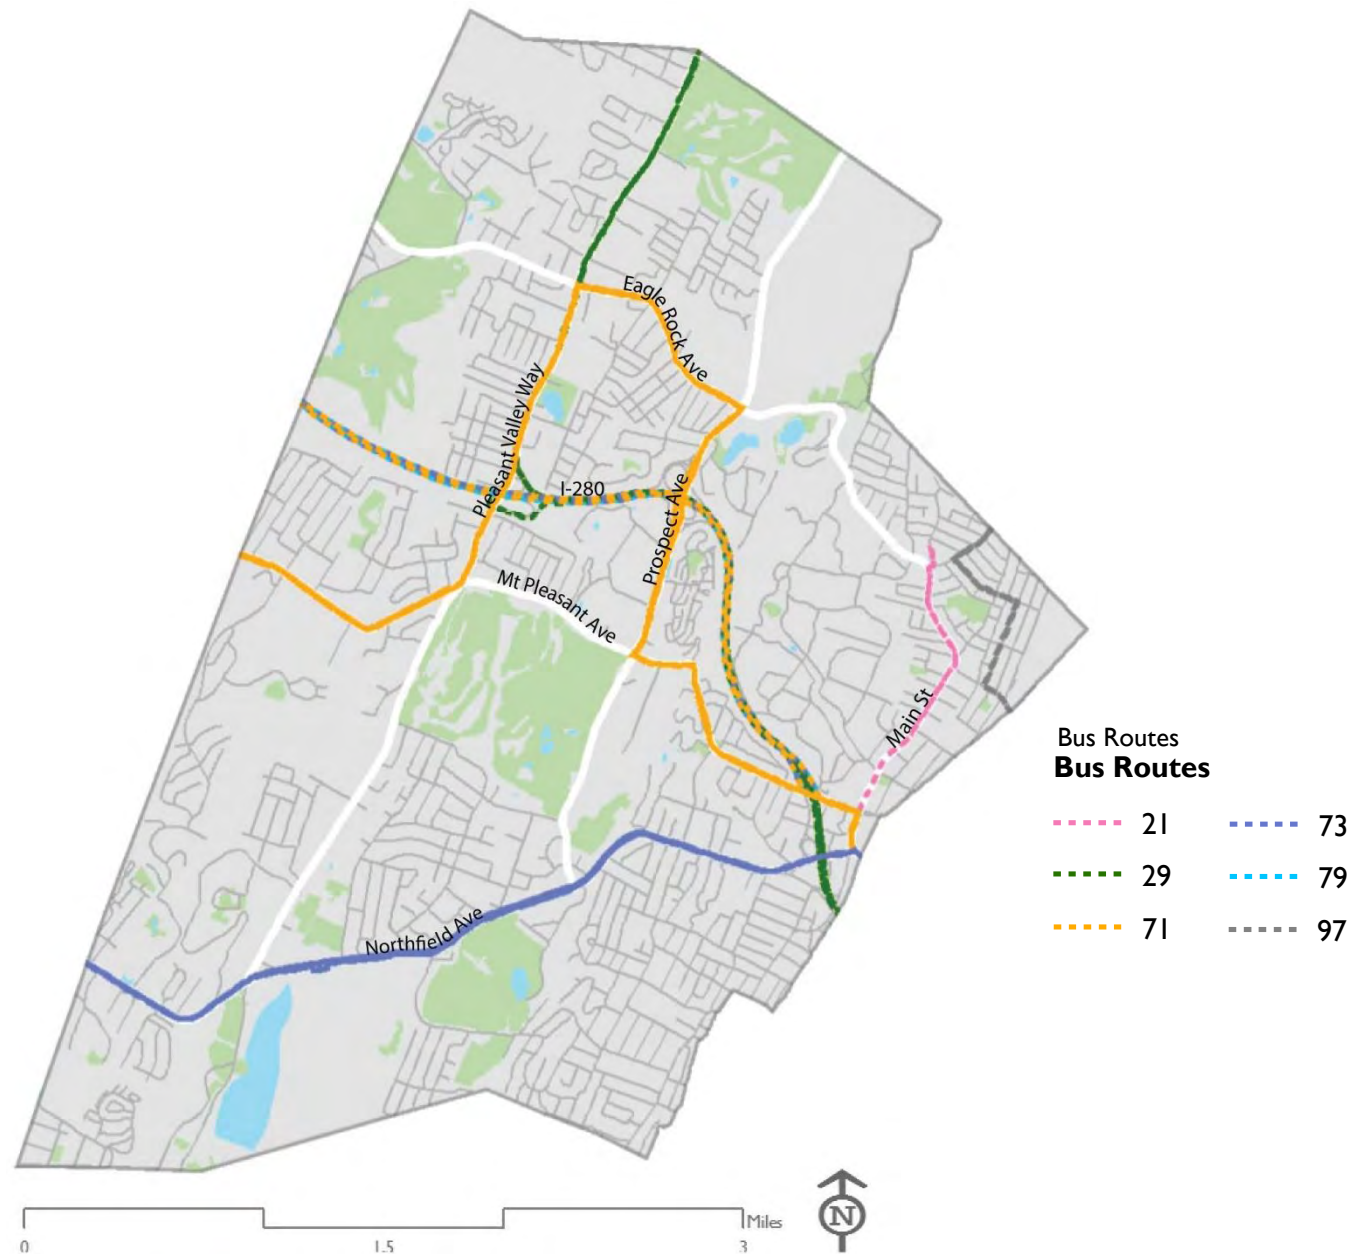 Eagle Rock Ave
Pleasant Valley Way
I-280
Prospect Ave
Mt Pleasant Ave
Main St
Northfield Ave
Bus Routes
Bus Routes
21
73
29
79
71
97
Miles
0
1.5
3
N